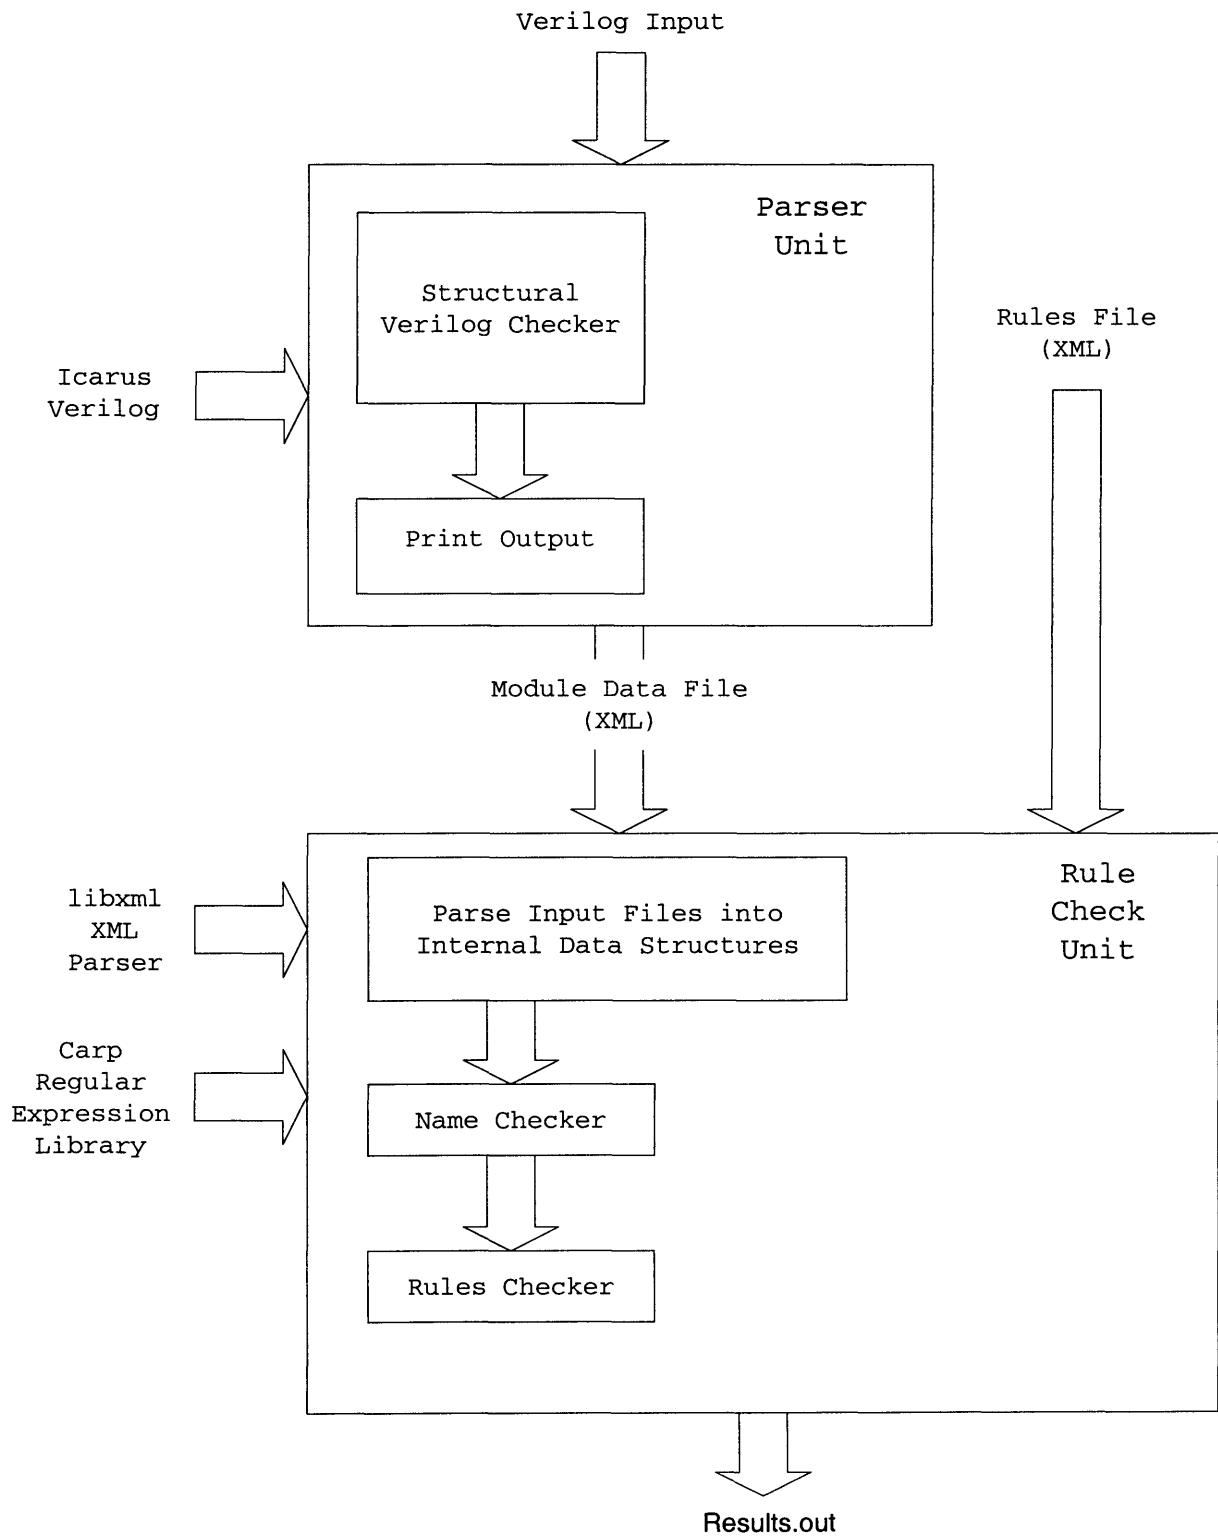 Verilog Input
Parser
Unit
Structural
Verilog Checker
Rules File
(XML)
Icarus
Verilog
Print Output
Module Data File
(XML)
Rule
Check
Unit
libxml
XML
Parser
Parse Input Files into
Internal Data Structures
Carp
Regular
Expression
Library
Name Checker
Rules Checker
Results.out